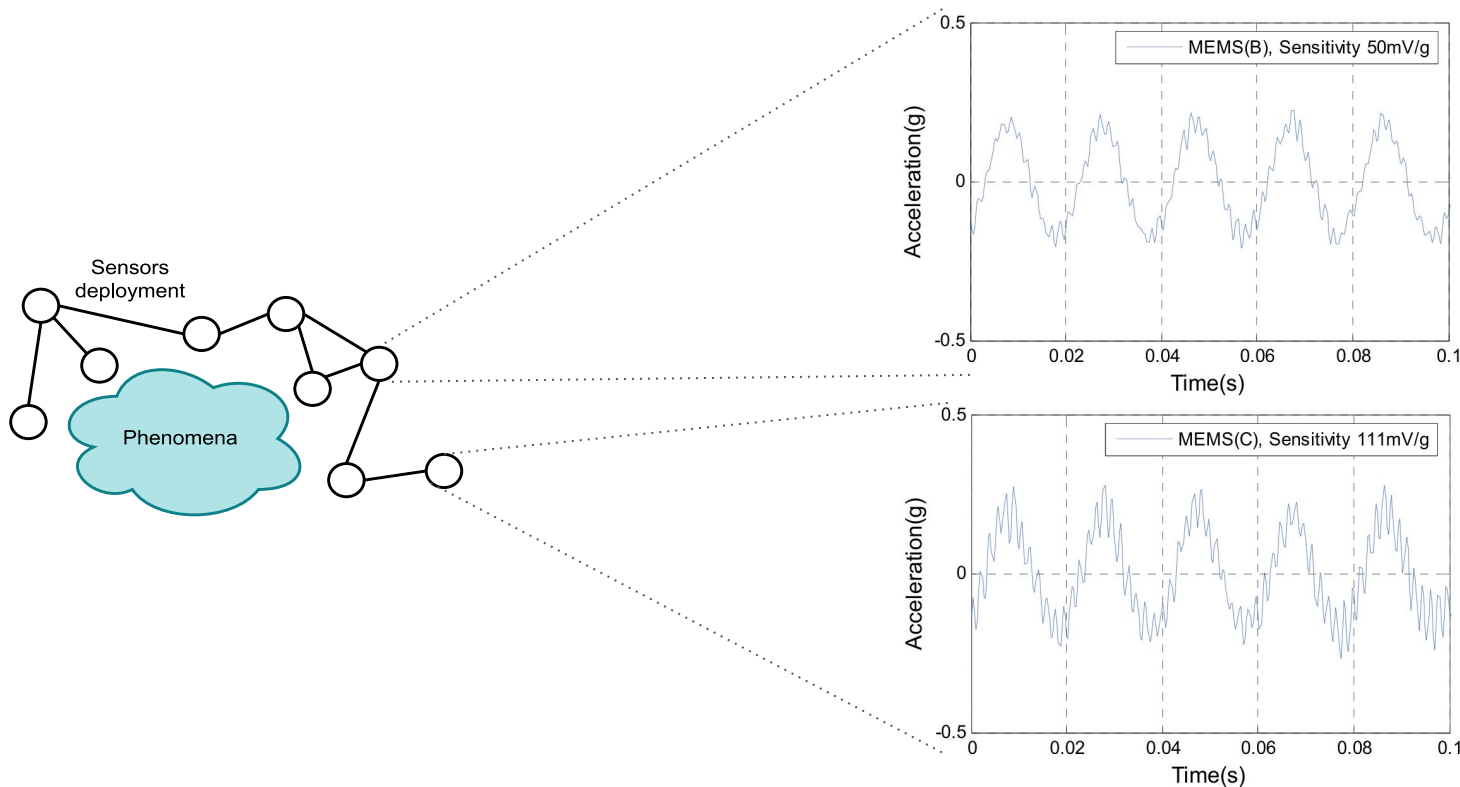 Sensors
deployment
Phenomena
0.5
MEMS(B), Sensitivity 50mV/g
Acceleration(g)
0
-0.5
0 0.02 0.04 0.06 0.08 0.1
Time(s)
0.5
MEMS(C), Sensitivity 111mV/g
Acceleration(g)
0
-0.5
0 0.02 0.04 0.06 0.08 0.1
Time(s)